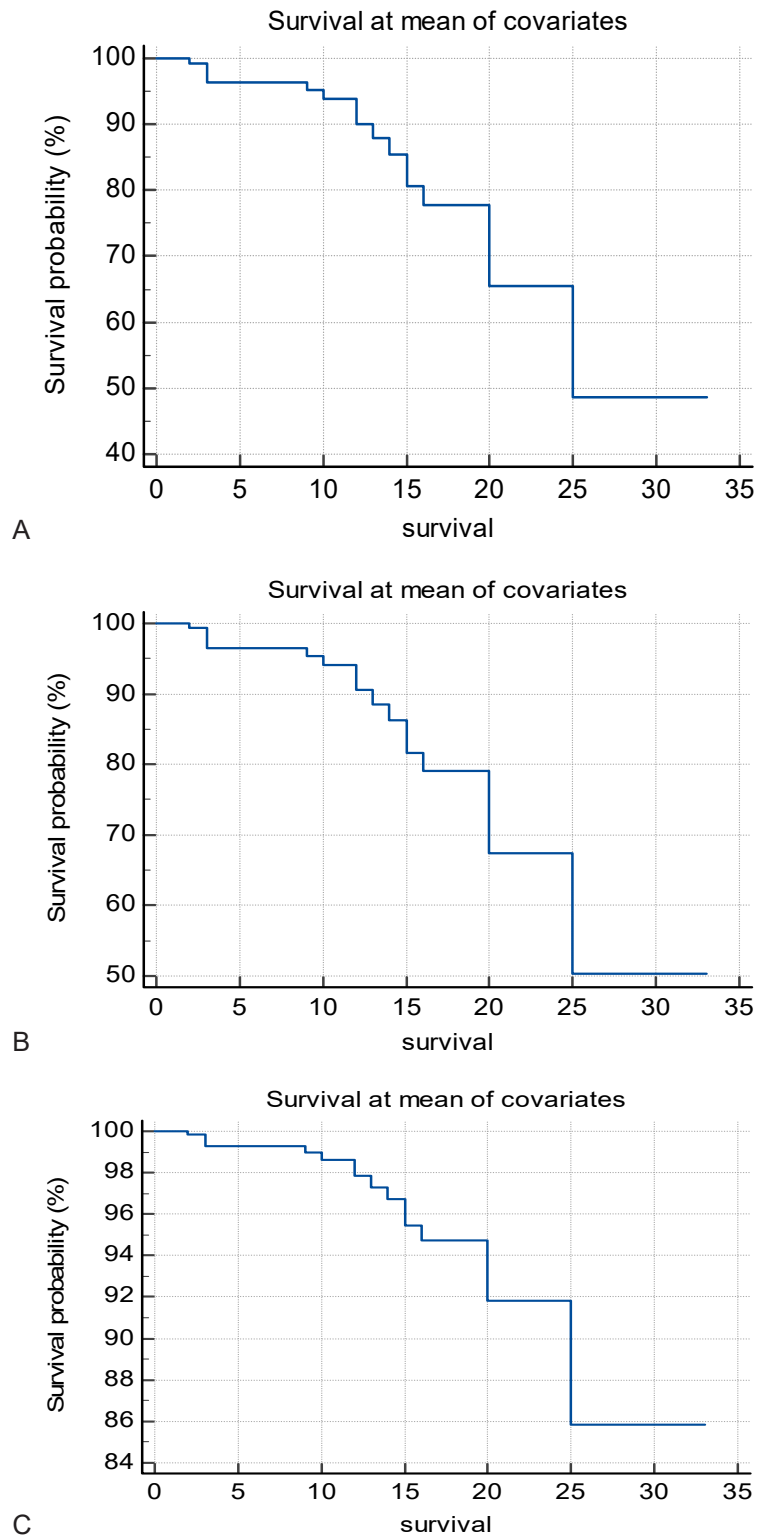 Survival at mean of covariates
Survival probability (%)
100
90
80
70
60
50
40
0 5 10 15 20 25 30 35
survival
A
Survival at mean of covariates
Survival probability (%)
100
90
80
70
60
50
0 5 10 15 20 25 30 35
survival
B
Survival at mean of covariates
Survival probability (%)
100
98
96
94
92
90
88
86
84
0 5 10 15 20 25 30 35
survival
C